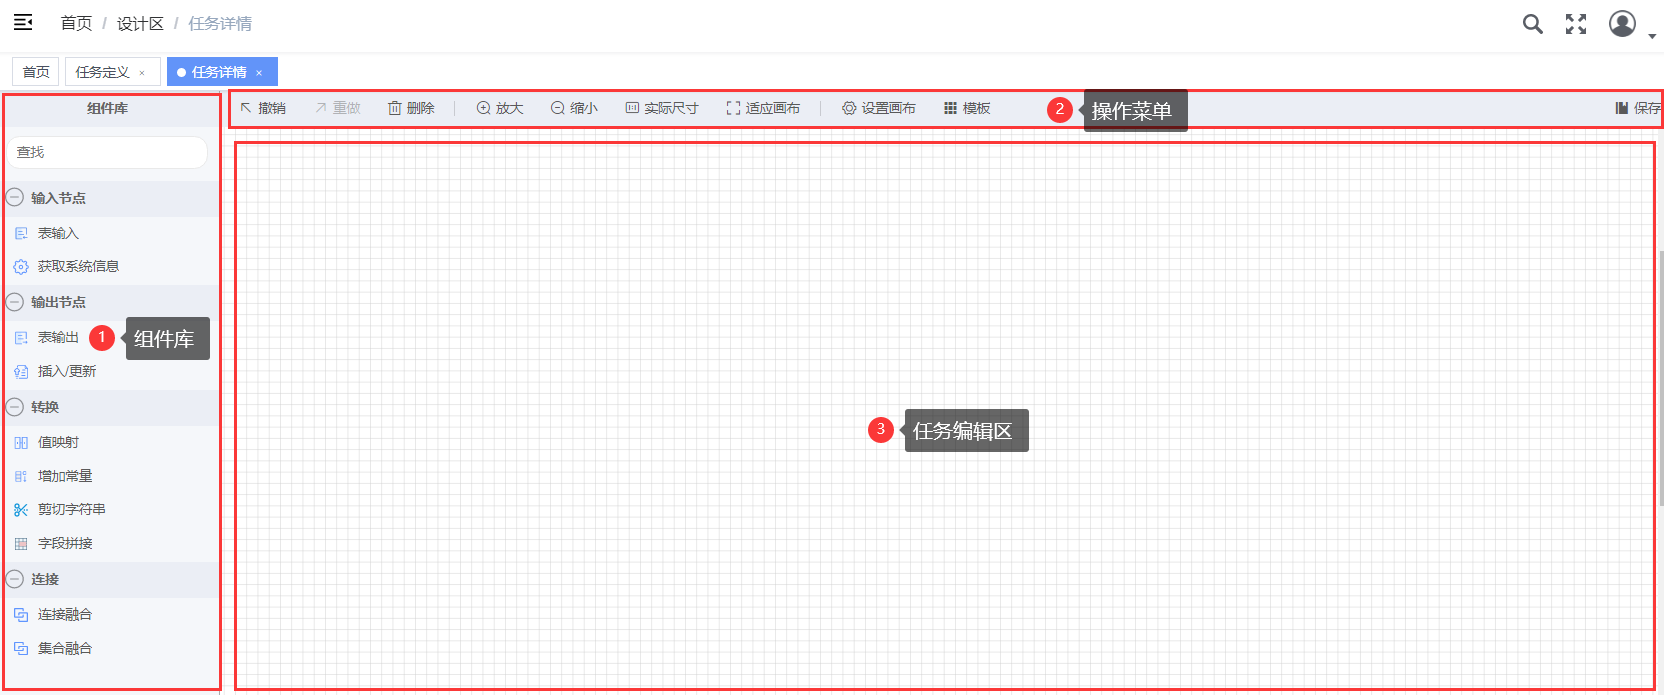 首页 / 设计区 / 任务详情
首页 任务定义 × 任务详情 ×
组件库
撤销 重做 删除 放大 缩小 实际尺寸 适应画布 设置画布 模板 2 操作菜单 保存
查找
输入节点
表输入
获取系统信息
输出节点
表输出 1 组件库
插入/更新
转换
值映射
3 任务编辑区
增加常量
剪切字符串
字段拼接
连接
连接融合
集合融合